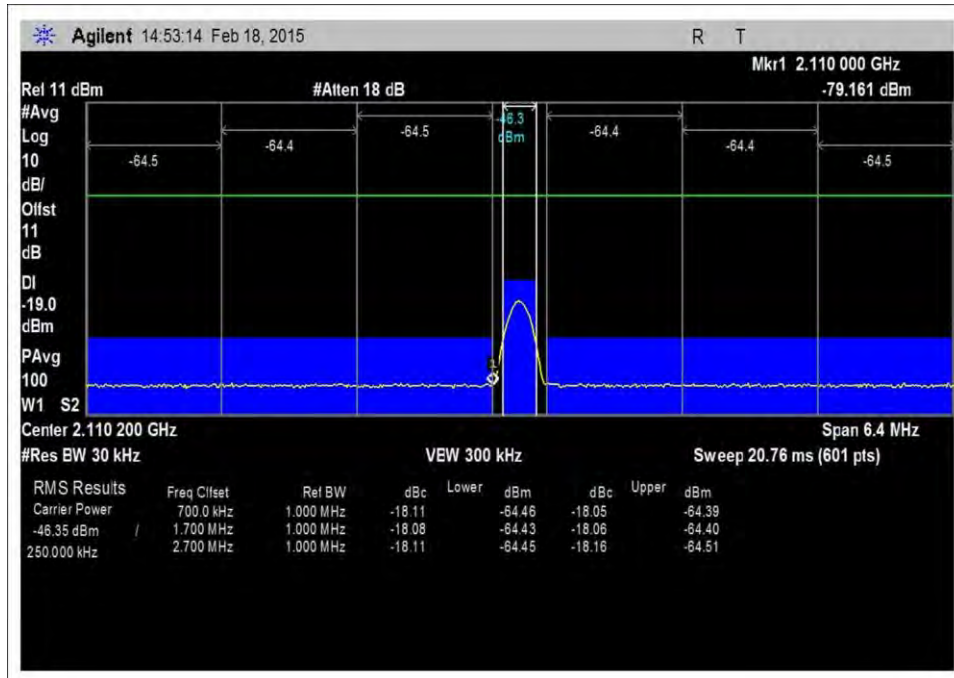 Agilent 14:53:14 Feb 18, 2015 R T
Mkr1 2.110 000 GHz
Rel 11 dBm #Atten 18 dB -79.161 dBm
#Avg
Log
10
dB/
Offst
11
dB
DI
-19.0
dBm
PAvg
100
W1 S2
-64.5 -64.4 -64.5 -46.3 dBm -64.4 -64.4 -64.5
1
Center 2.110 200 GHz Span 6.4 MHz
#Res BW 30 kHz VBW 300 kHz Sweep 20.76 ms (601 pts)
RMS Results Freq Clfset Ref BW dBc Lower dBm dBc Upper dBm
Carrier Power 700.0 kHz 1.000 MHz -18.11 -64.46 -18.05 -64.39
-46.35 dBm / 1.700 MHz 1.000 MHz -18.08 -64.43 -18.06 -64.40
250.000 kHz 2.700 MHz 1.000 MHz -18.11 -64.45 -18.16 -64.51